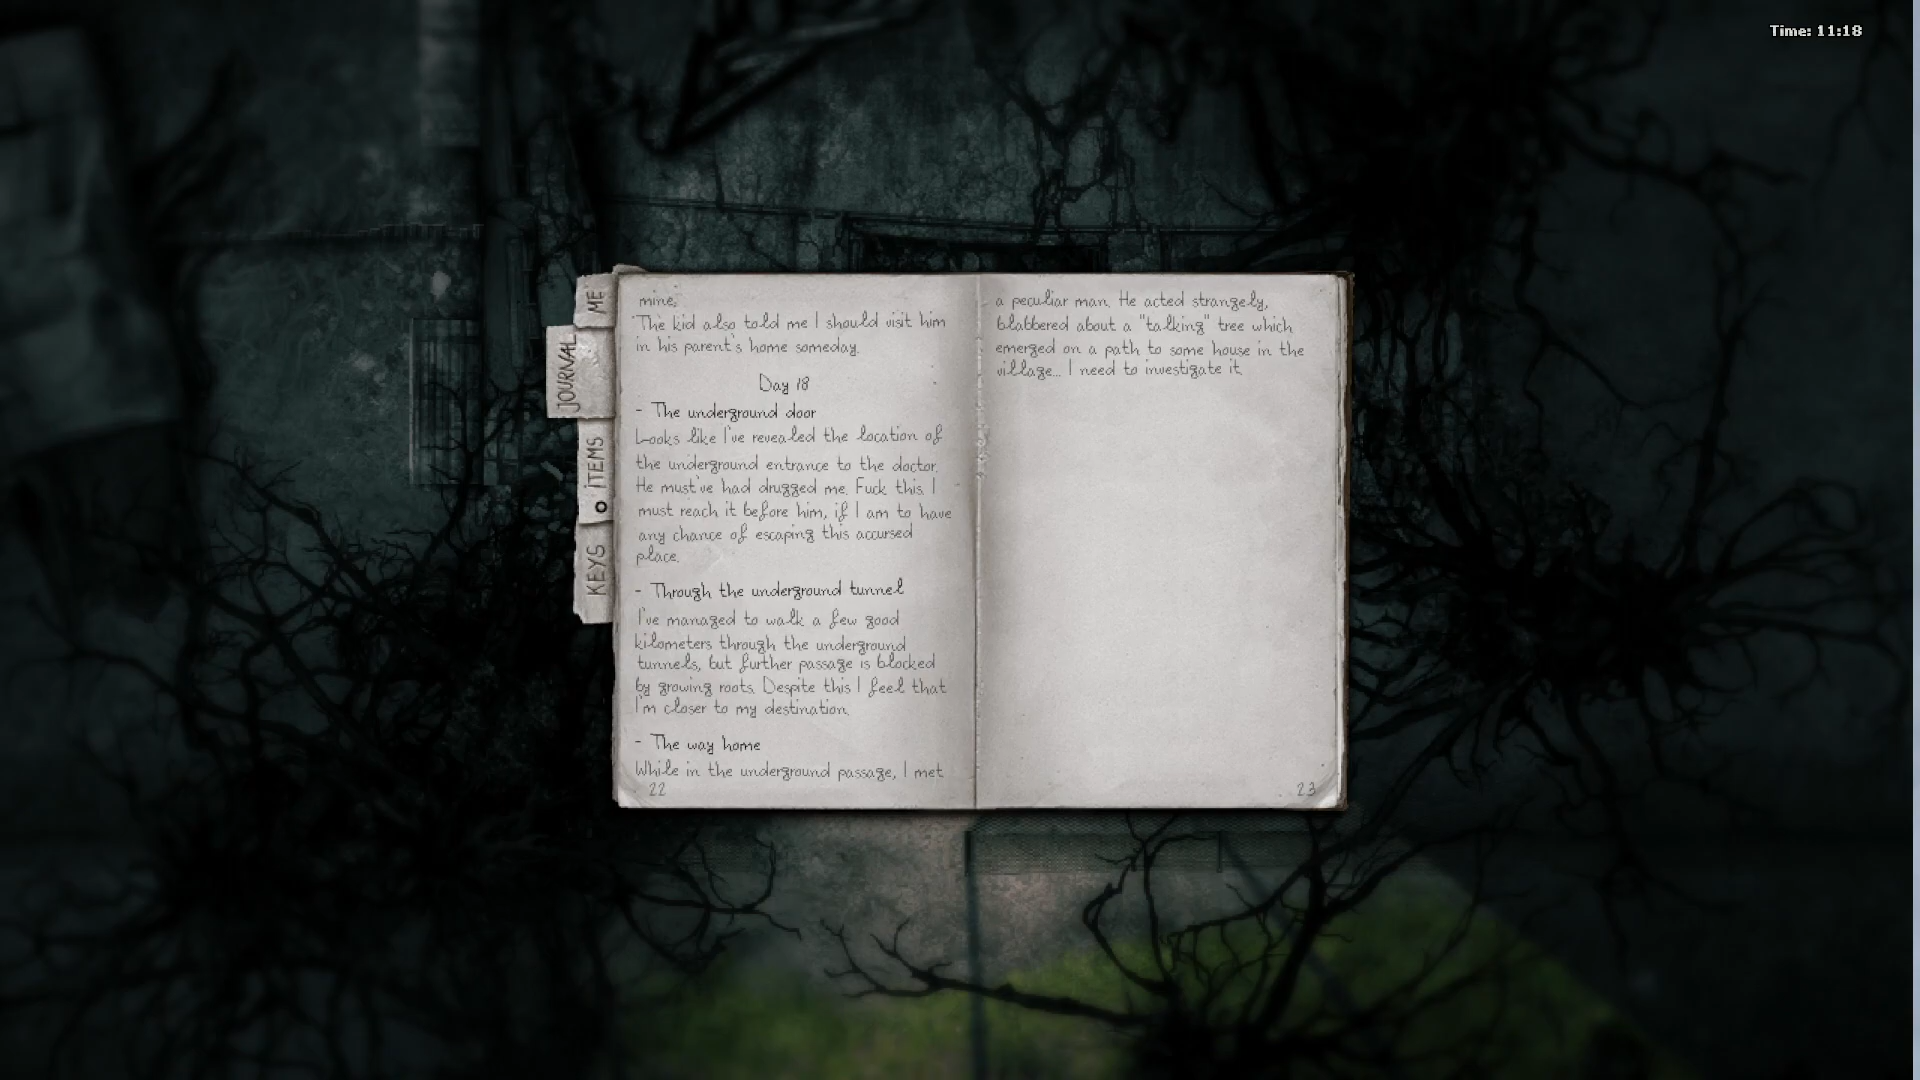 Time: 11:18
ME
JOURNAL
ITEMS
KEYS
mine.
The kid also told me I should visit him
in his parent's home someday.
Day 18
- The underground door
Looks like I've revealed the location of
the underground entrance to the doctor.
He must've had drugged me. Fuck this. I
must reach it before him, if I am to have
any chance of escaping this accursed
place.
- Through the underground tunnel
I've managed to walk a few good
kilometers through the underground
tunnels, but further passage is blocked
by growing roots. Despite this I feel that
I'm closer to my destination.
- The way home
While in the underground passage, I met
22
a peculiar man. He acted strangely,
blabbered about a "talking" tree which
emerged on a path to some house in the
village... I need to investigate it.
23